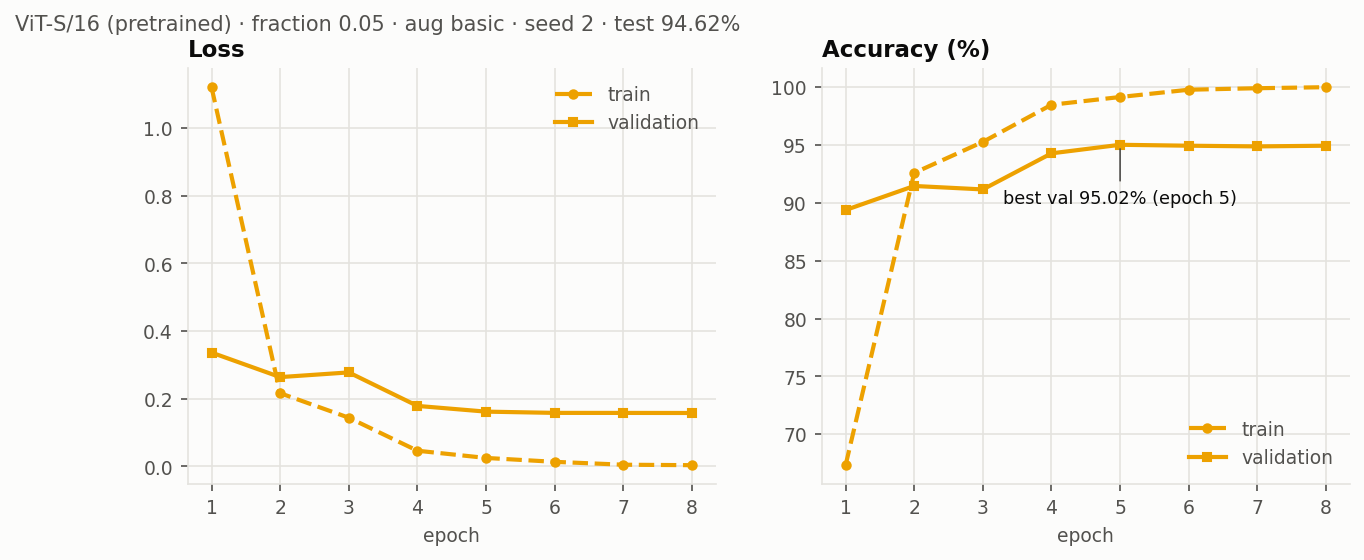 ViT-S/16 (pretrained) · fraction 0.05 · aug basic · seed 2 · test 94.62%
Loss
train
validation
1.0
0.8
0.6
0.4
0.2
0.0
1 2 3 4 5 6 7 8
epoch
Accuracy (%)
100
95
90
85
80
75
70
best val 95.02% (epoch 5)
train
validation
1 2 3 4 5 6 7 8
epoch